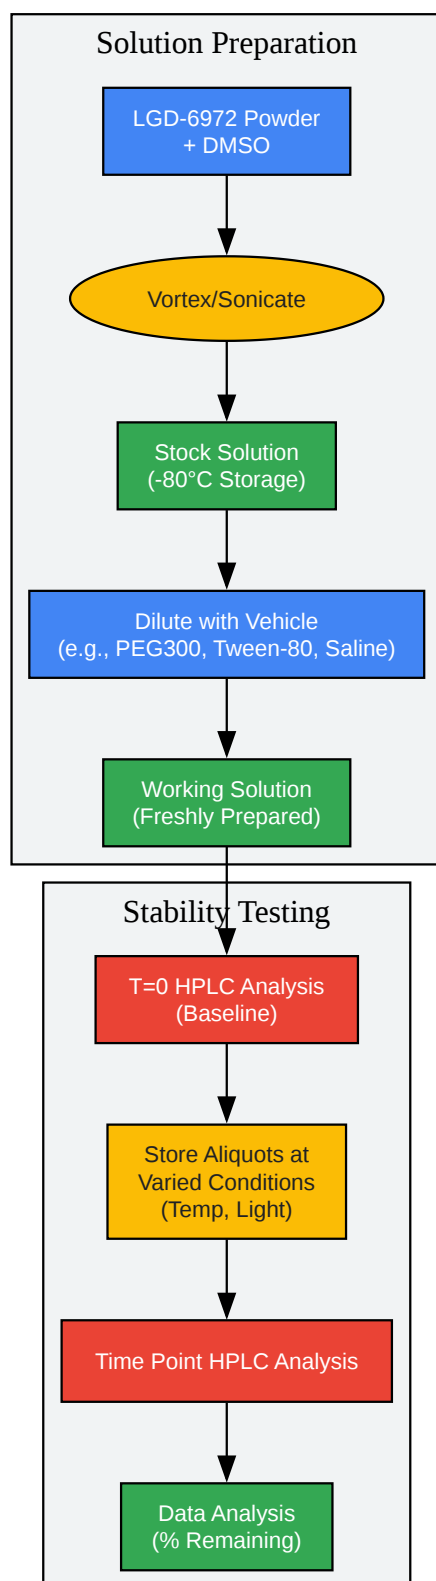 Solution Preparation
LGD-6972 Powder
+ DMSO
Vortex/Sonicate
Stock Solution
(-80°C Storage)
Dilute with Vehicle
(e.g., PEG300, Tween-80, Saline)
Working Solution
(Freshly Prepared)
Stability Testing
T=0 HPLC Analysis
(Baseline)
Store Aliquots at
Varied Conditions
(Temp, Light)
Time Point HPLC Analysis
Data Analysis
(% Remaining)